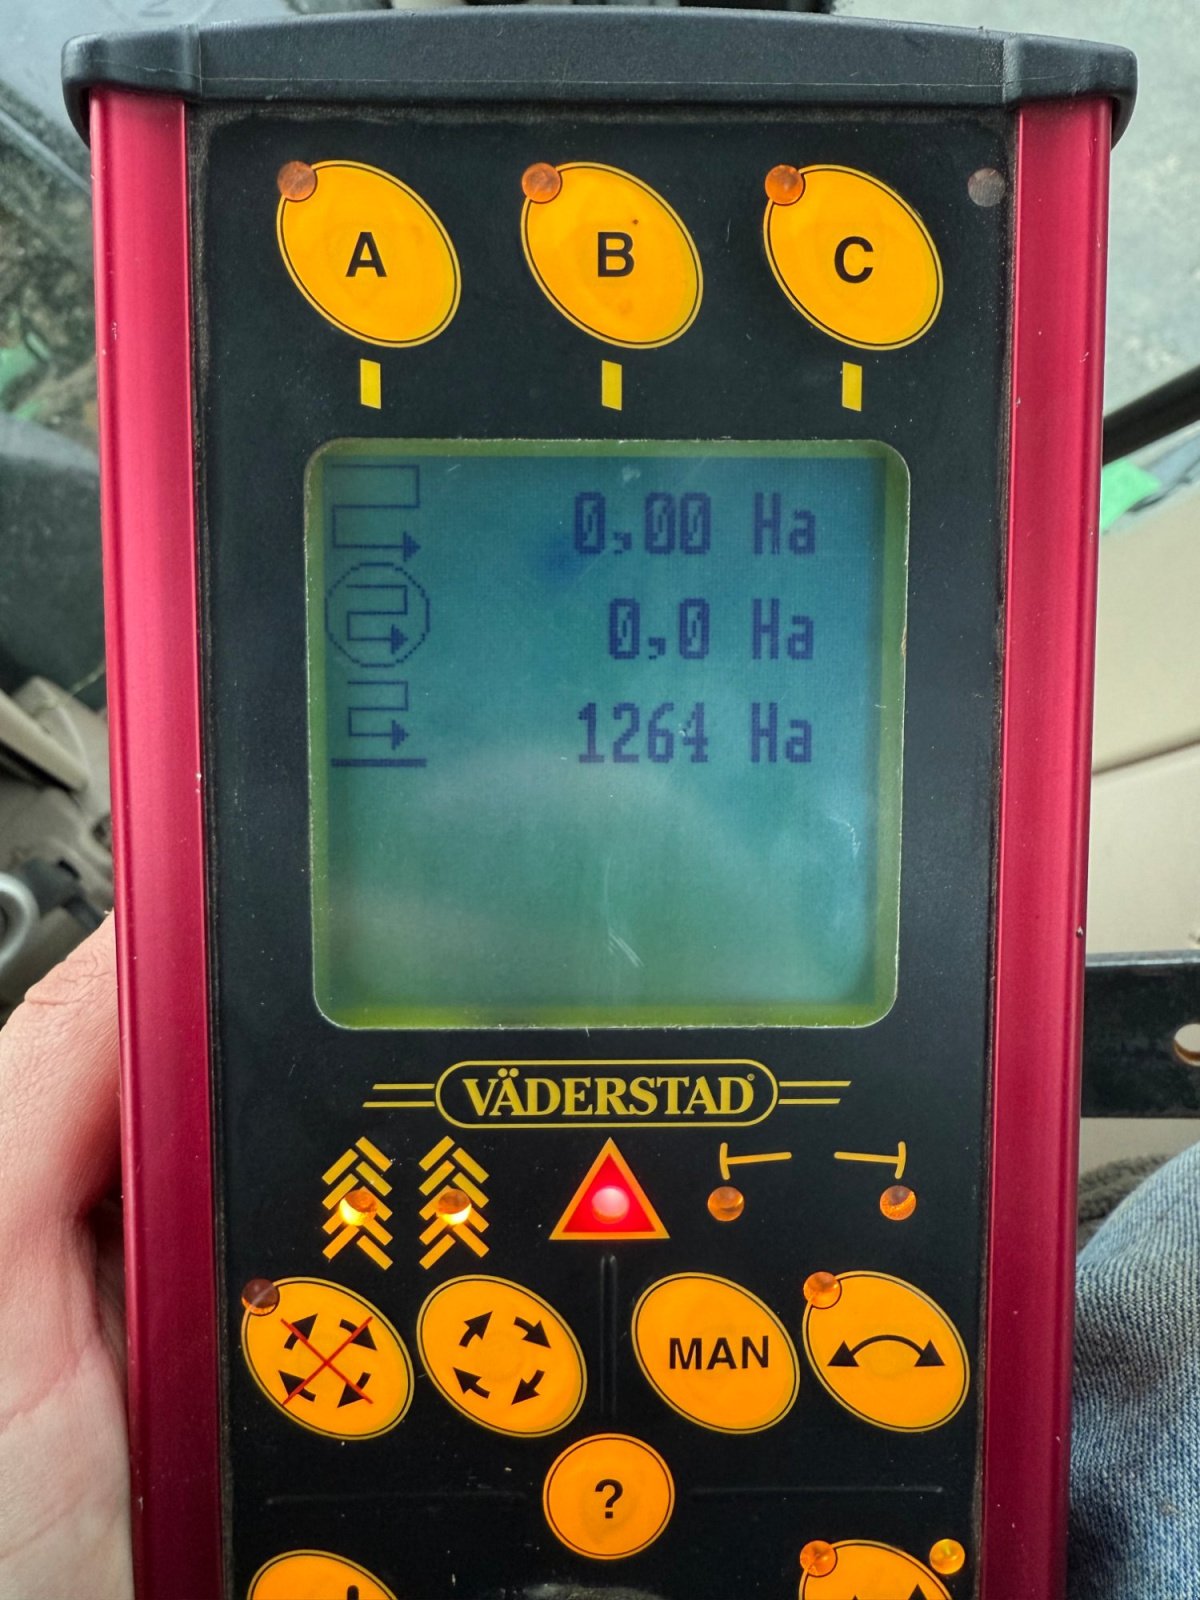 A B C
0,00 Ha
0,0 Ha
1264 Ha
VÄDERSTAD
MAN
?